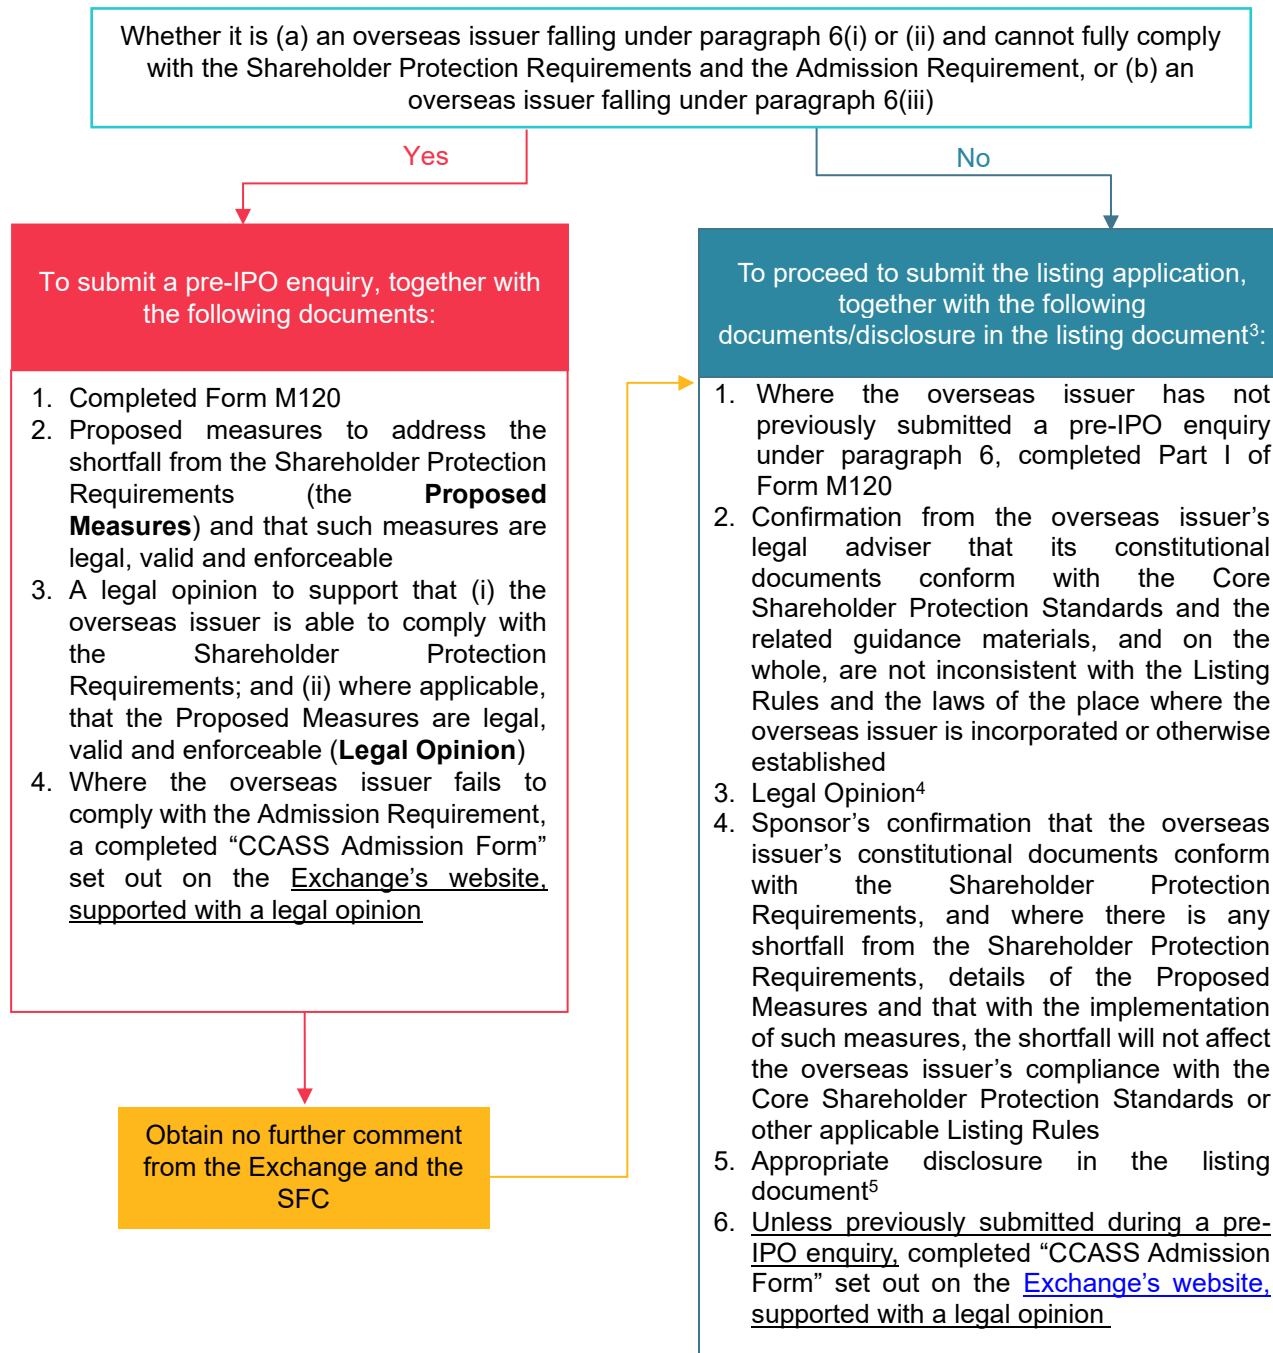 Whether it is (a) an overseas issuer falling under paragraph 6(i) or (ii) and cannot fully comply
with the Shareholder Protection Requirements and the Admission Requirement, or (b) an
overseas issuer falling under paragraph 6(iii)
Yes
No
To submit a pre-IPO enquiry, together with
the following documents:
1. Completed Form M120
2. Proposed measures to address the
shortfall from the Shareholder Protection
Requirements (the Proposed
Measures) and that such measures are
legal, valid and enforceable
3. A legal opinion to support that (i) the
overseas issuer is able to comply with
the Shareholder Protection
Requirements; and (ii) where applicable,
that the Proposed Measures are legal,
valid and enforceable (Legal Opinion)
4. Where the overseas issuer fails to
comply with the Admission Requirement,
a completed “CCASS Admission Form”
set out on the Exchange’s website,
supported with a legal opinion
Obtain no further comment
from the Exchange and the
SFC
To proceed to submit the listing application,
together with the following
documents/disclosure in the listing document3:
1. Where the overseas issuer has not
previously submitted a pre-IPO enquiry
under paragraph 6, completed Part I of
Form M120
2. Confirmation from the overseas issuer’s
legal adviser that its constitutional
documents conform with the Core
Shareholder Protection Standards and the
related guidance materials, and on the
whole, are not inconsistent with the Listing
Rules and the laws of the place where the
overseas issuer is incorporated or otherwise
established
3. Legal Opinion4
4. Sponsor’s confirmation that the overseas
issuer’s constitutional documents conform
with the Shareholder Protection
Requirements, and where there is any
shortfall from the Shareholder Protection
Requirements, details of the Proposed
Measures and that with the implementation
of such measures, the shortfall will not affect
the overseas issuer’s compliance with the
Core Shareholder Protection Standards or
other applicable Listing Rules
5. Appropriate disclosure in the listing
document5
6. Unless previously submitted during a pre-
IPO enquiry, completed “CCASS Admission
Form” set out on the Exchange’s website,
supported with a legal opinion